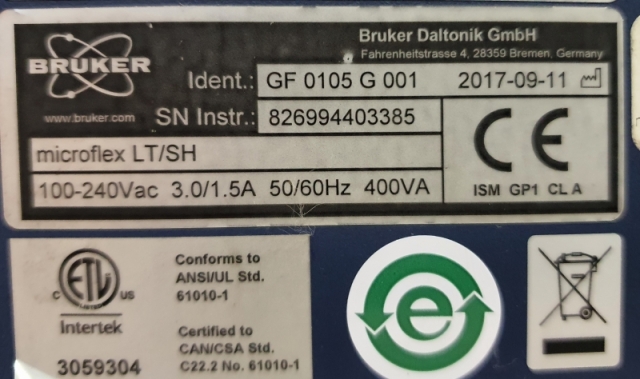 BRUKER
www.bruker.com
Bruker Daltonik GmbH
Fahrenheitstrasse 4, 28359 Bremen, Germany
Ident.: GF 0105 G 001 2017-09-11
SN Instr.: 826994403385
microflex LT/SH
100-240Vac 3.0/1.5A 50/60Hz 400VA
CE
ISM GP1 CL A
C ETL US
Intertek
3059304
Conforms to
ANSI/UL Std.
61010-1
Certified to
CAN/CSA Std.
C22.2 No. 61010-1
e